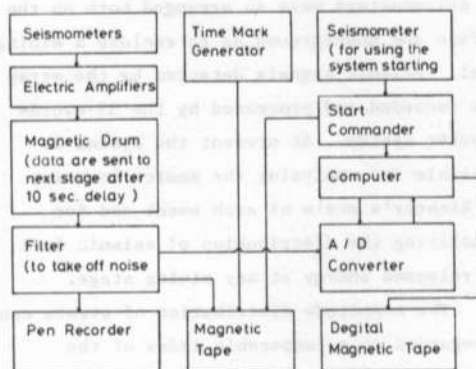 Seismometers
Electric Amplifiers
Magnetic Drum
(data are sent to
next stage after
10 sec. delay)
Filter
(to take off noise)
Pen Recorder
Time Mark
Generator
Magnetic
Tape
Seismometer
(for using the
system starting
Start
Commander
Computer
A/D
Converter
Degital
Magnetic Tape